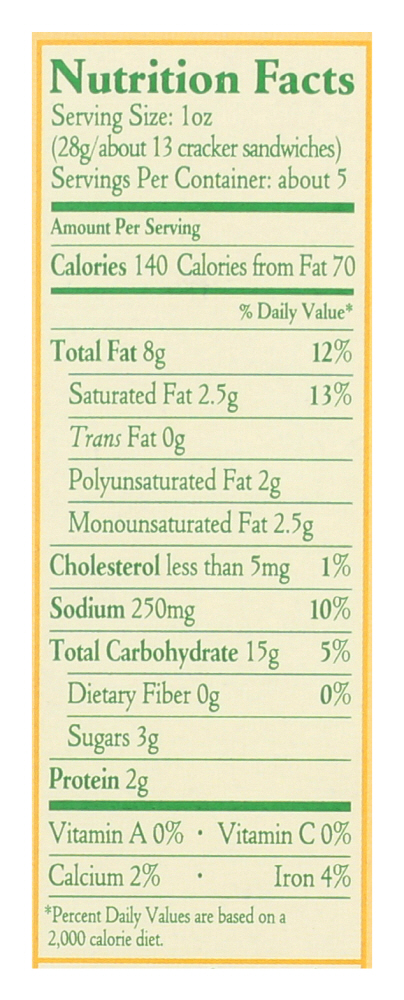 Nutrition Facts
Serving Size: 1oz
(28g/about 13 cracker sandwiches)
Servings Per Container: about 5
Amount Per Serving
Calories 140 Calories from Fat 70
% Daily Value*
Total Fat 8g 12%
Saturated Fat 2.5g 13%
Trans Fat 0g
Polyunsaturated Fat 2g
Monounsaturated Fat 2.5g
Cholesterol less than 5mg 1%
Sodium 250mg 10%
Total Carbohydrate 15g 5%
Dietary Fiber 0g 0%
Sugars 3g
Protein 2g
Vitamin A 0% · Vitamin C 0%
Calcium 2% · Iron 4%
*Percent Daily Values are based on a
2,000 calorie diet.